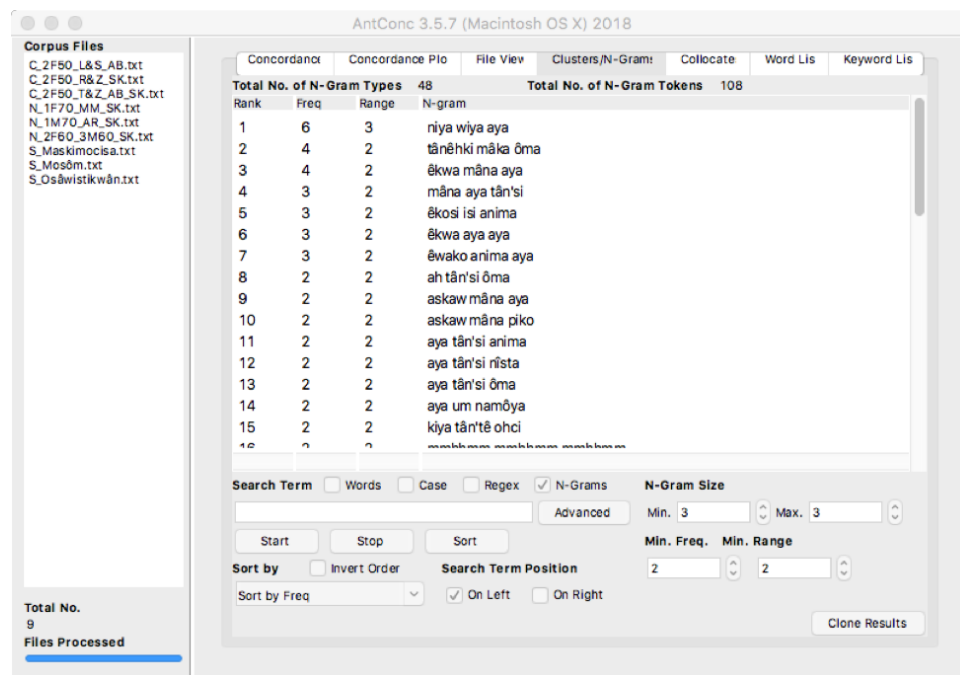 AntConc 3.5.7 (Macintosh OS X) 2018
Corpus Files
C_2F50_L&S_AB.txt
C_2F50_R&Z_SK.txt
C_2F50_T&Z_AB_SK.txt
N_1F70_MM_SK.txt
N_1M70_AR_SK.txt
N_2F60_3M60_SK.txt
S_Maskimocisa.txt
S_Mosôm.txt
S_Osâwistikwân.txt
Total No.
9
Files Processed
Concordance Concordance Plo File View Clusters/N-Grams Collocate Word Lis Keyword Lis
Total No. of N-Gram Types 48 Total No. of N-Gram Tokens 108
Rank Freq Range N-gram
1 6 3 niya wiya aya
2 4 2 tânêhki mâka ôma
3 4 2 êkwa mâna aya
4 3 2 mâna aya tân'si
5 3 2 êkosi isi anima
6 3 2 êkwa aya aya
7 3 2 êwako anima aya
8 2 2 ah tân'si ôma
9 2 2 askaw mâna aya
10 2 2 askaw mâna piko
11 2 2 aya tân'si anima
12 2 2 aya tân'si nîsta
13 2 2 aya tân'si ôma
14 2 2 aya um namôya
15 2 2 kiya tân'tê ohci
16 2 2 mmhhmm mmhhmm mmhhmm
Search Term Words Case Regex N-Grams N-Gram Size
Advanced Min. 3 Max. 3
Start Stop Sort Min. Freq. Min. Range
Sort by Invert Order Search Term Position 2 2
Sort by Freq On Left On Right
Clone Results